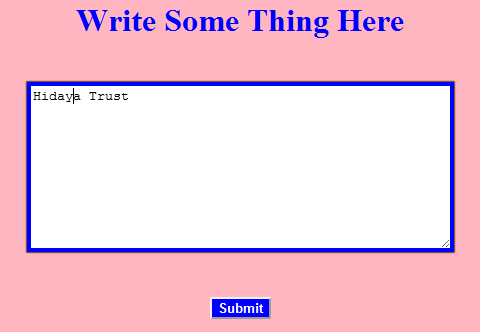 Write Some Thing Here
Hidaya Trust
Submit